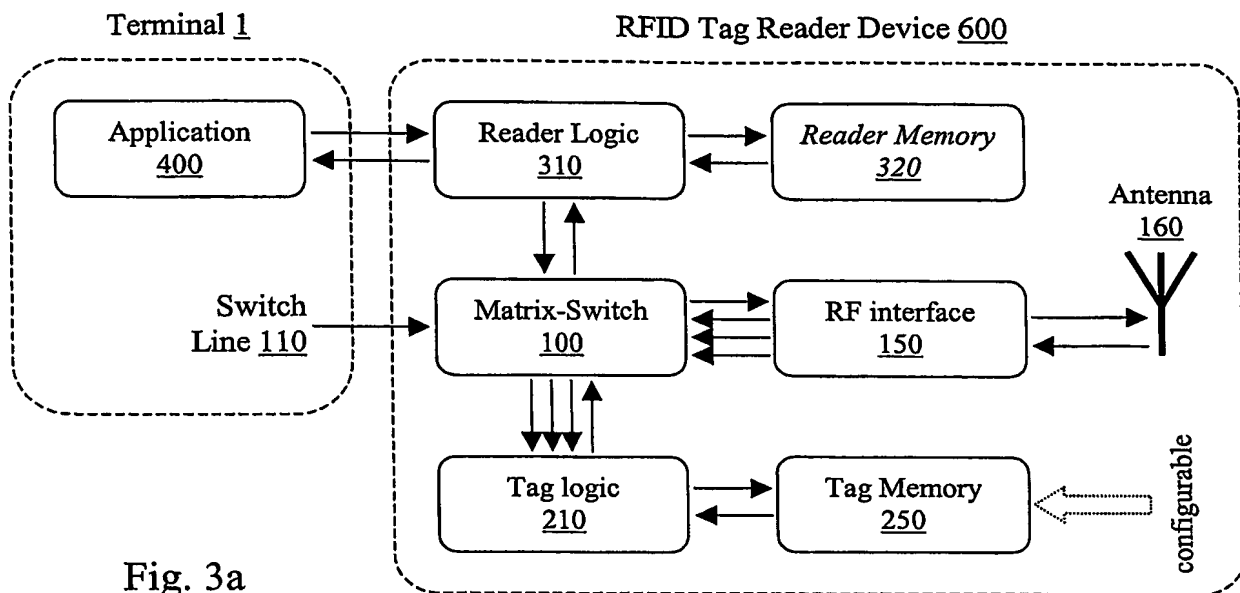 Terminal 1
RFID Tag Reader Device 600
Application
400
Reader Logic
310
Reader Memory
320
Antenna
160
Switch
Line 110
Matrix-Switch
100
RF interface
150
Tag logic
210
Tag Memory
250
configurable
Fig. 3a